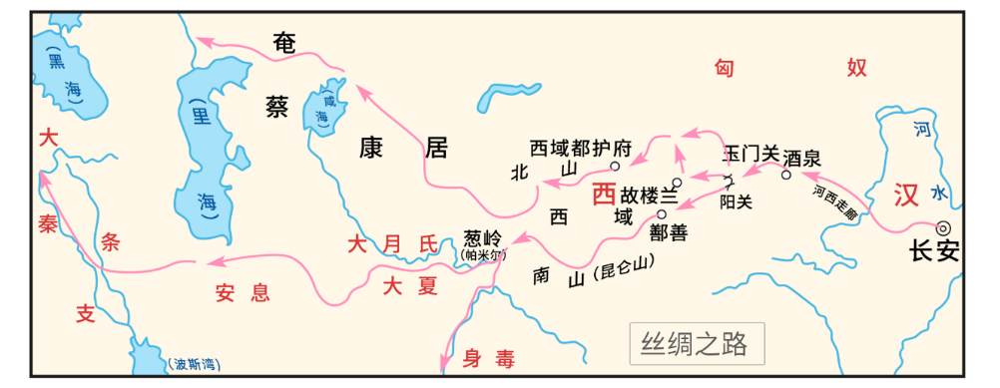 奄
蔡
匈 奴
(黑海)
(里海)
(咸海)
康 居
河水
大秦
西域都护府
北 山
玉门关
酒泉
西域
故楼兰
阳关
河西走廊
汉
长安
西
鄯善
条支
大月氏
葱岭
(帕米尔)
南 山(昆仑山)
安息
大夏
身毒
(波斯湾)
丝绸之路